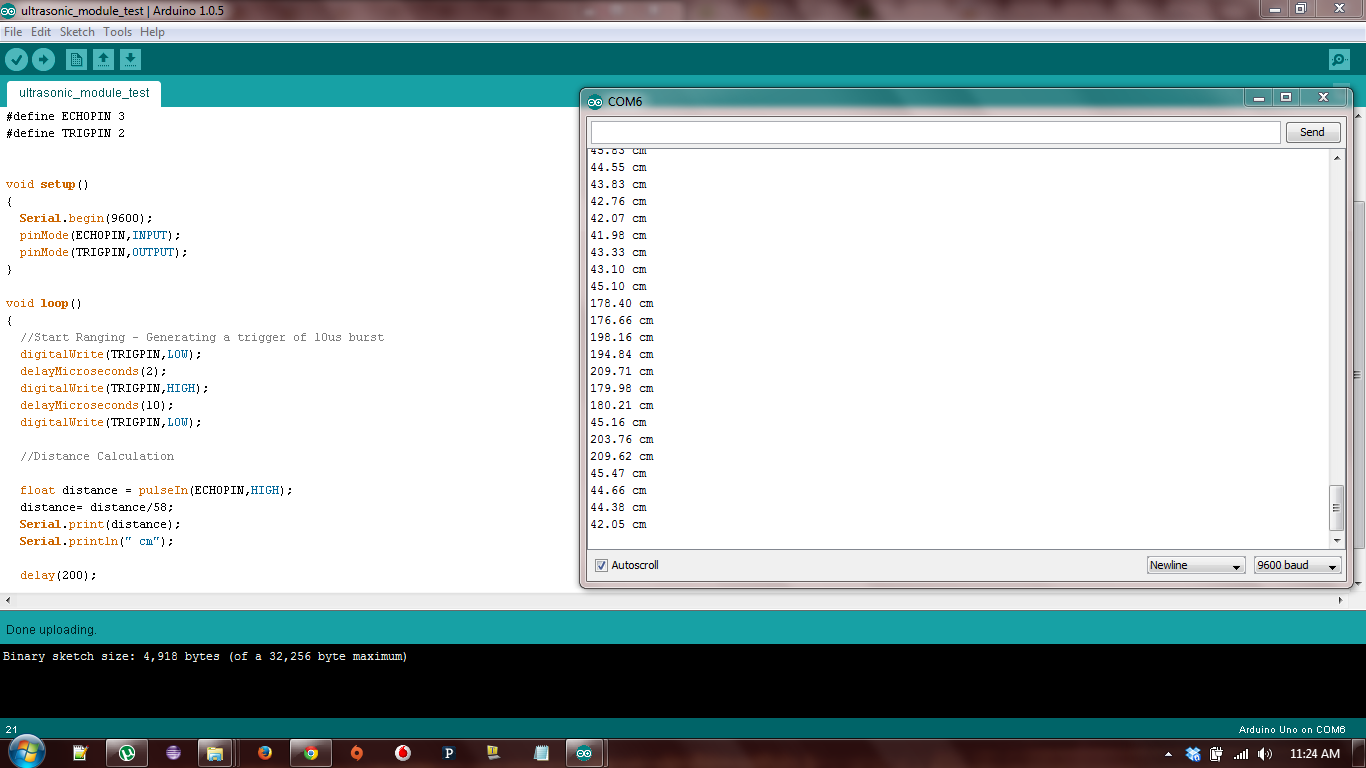 ultrasonic_module_test | Arduino 1.0.5
File Edit Sketch Tools Help
ultrasonic_module_test
#define ECHOPIN 3
#define TRIGPIN 2
void setup()
{
Serial.begin(9600);
pinMode(ECHOPIN,INPUT);
pinMode(TRIGPIN,OUTPUT);
}
void loop()
{
//Start Ranging - Generating a trigger of 10us burst
digitalWrite(TRIGPIN,LOW);
delayMicroseconds(2);
digitalWrite(TRIGPIN,HIGH);
delayMicroseconds(10);
digitalWrite(TRIGPIN,LOW);
//Distance Calculation
float distance = pulseIn(ECHOPIN,HIGH);
distance= distance/58;
Serial.print(distance);
Serial.println(" cm");
delay(200);
COM6
Send
45.83 cm
44.55 cm
43.83 cm
42.76 cm
42.07 cm
41.98 cm
43.33 cm
43.10 cm
45.10 cm
178.40 cm
176.66 cm
198.16 cm
194.84 cm
209.71 cm
179.98 cm
180.21 cm
45.16 cm
203.76 cm
209.62 cm
45.47 cm
44.66 cm
44.38 cm
42.05 cm
Autoscroll
Newline
9600 baud
Done uploading.
Binary sketch size: 4,918 bytes (of a 32,256 byte maximum)
21
Arduino Uno on COM6
P
11:24 AM